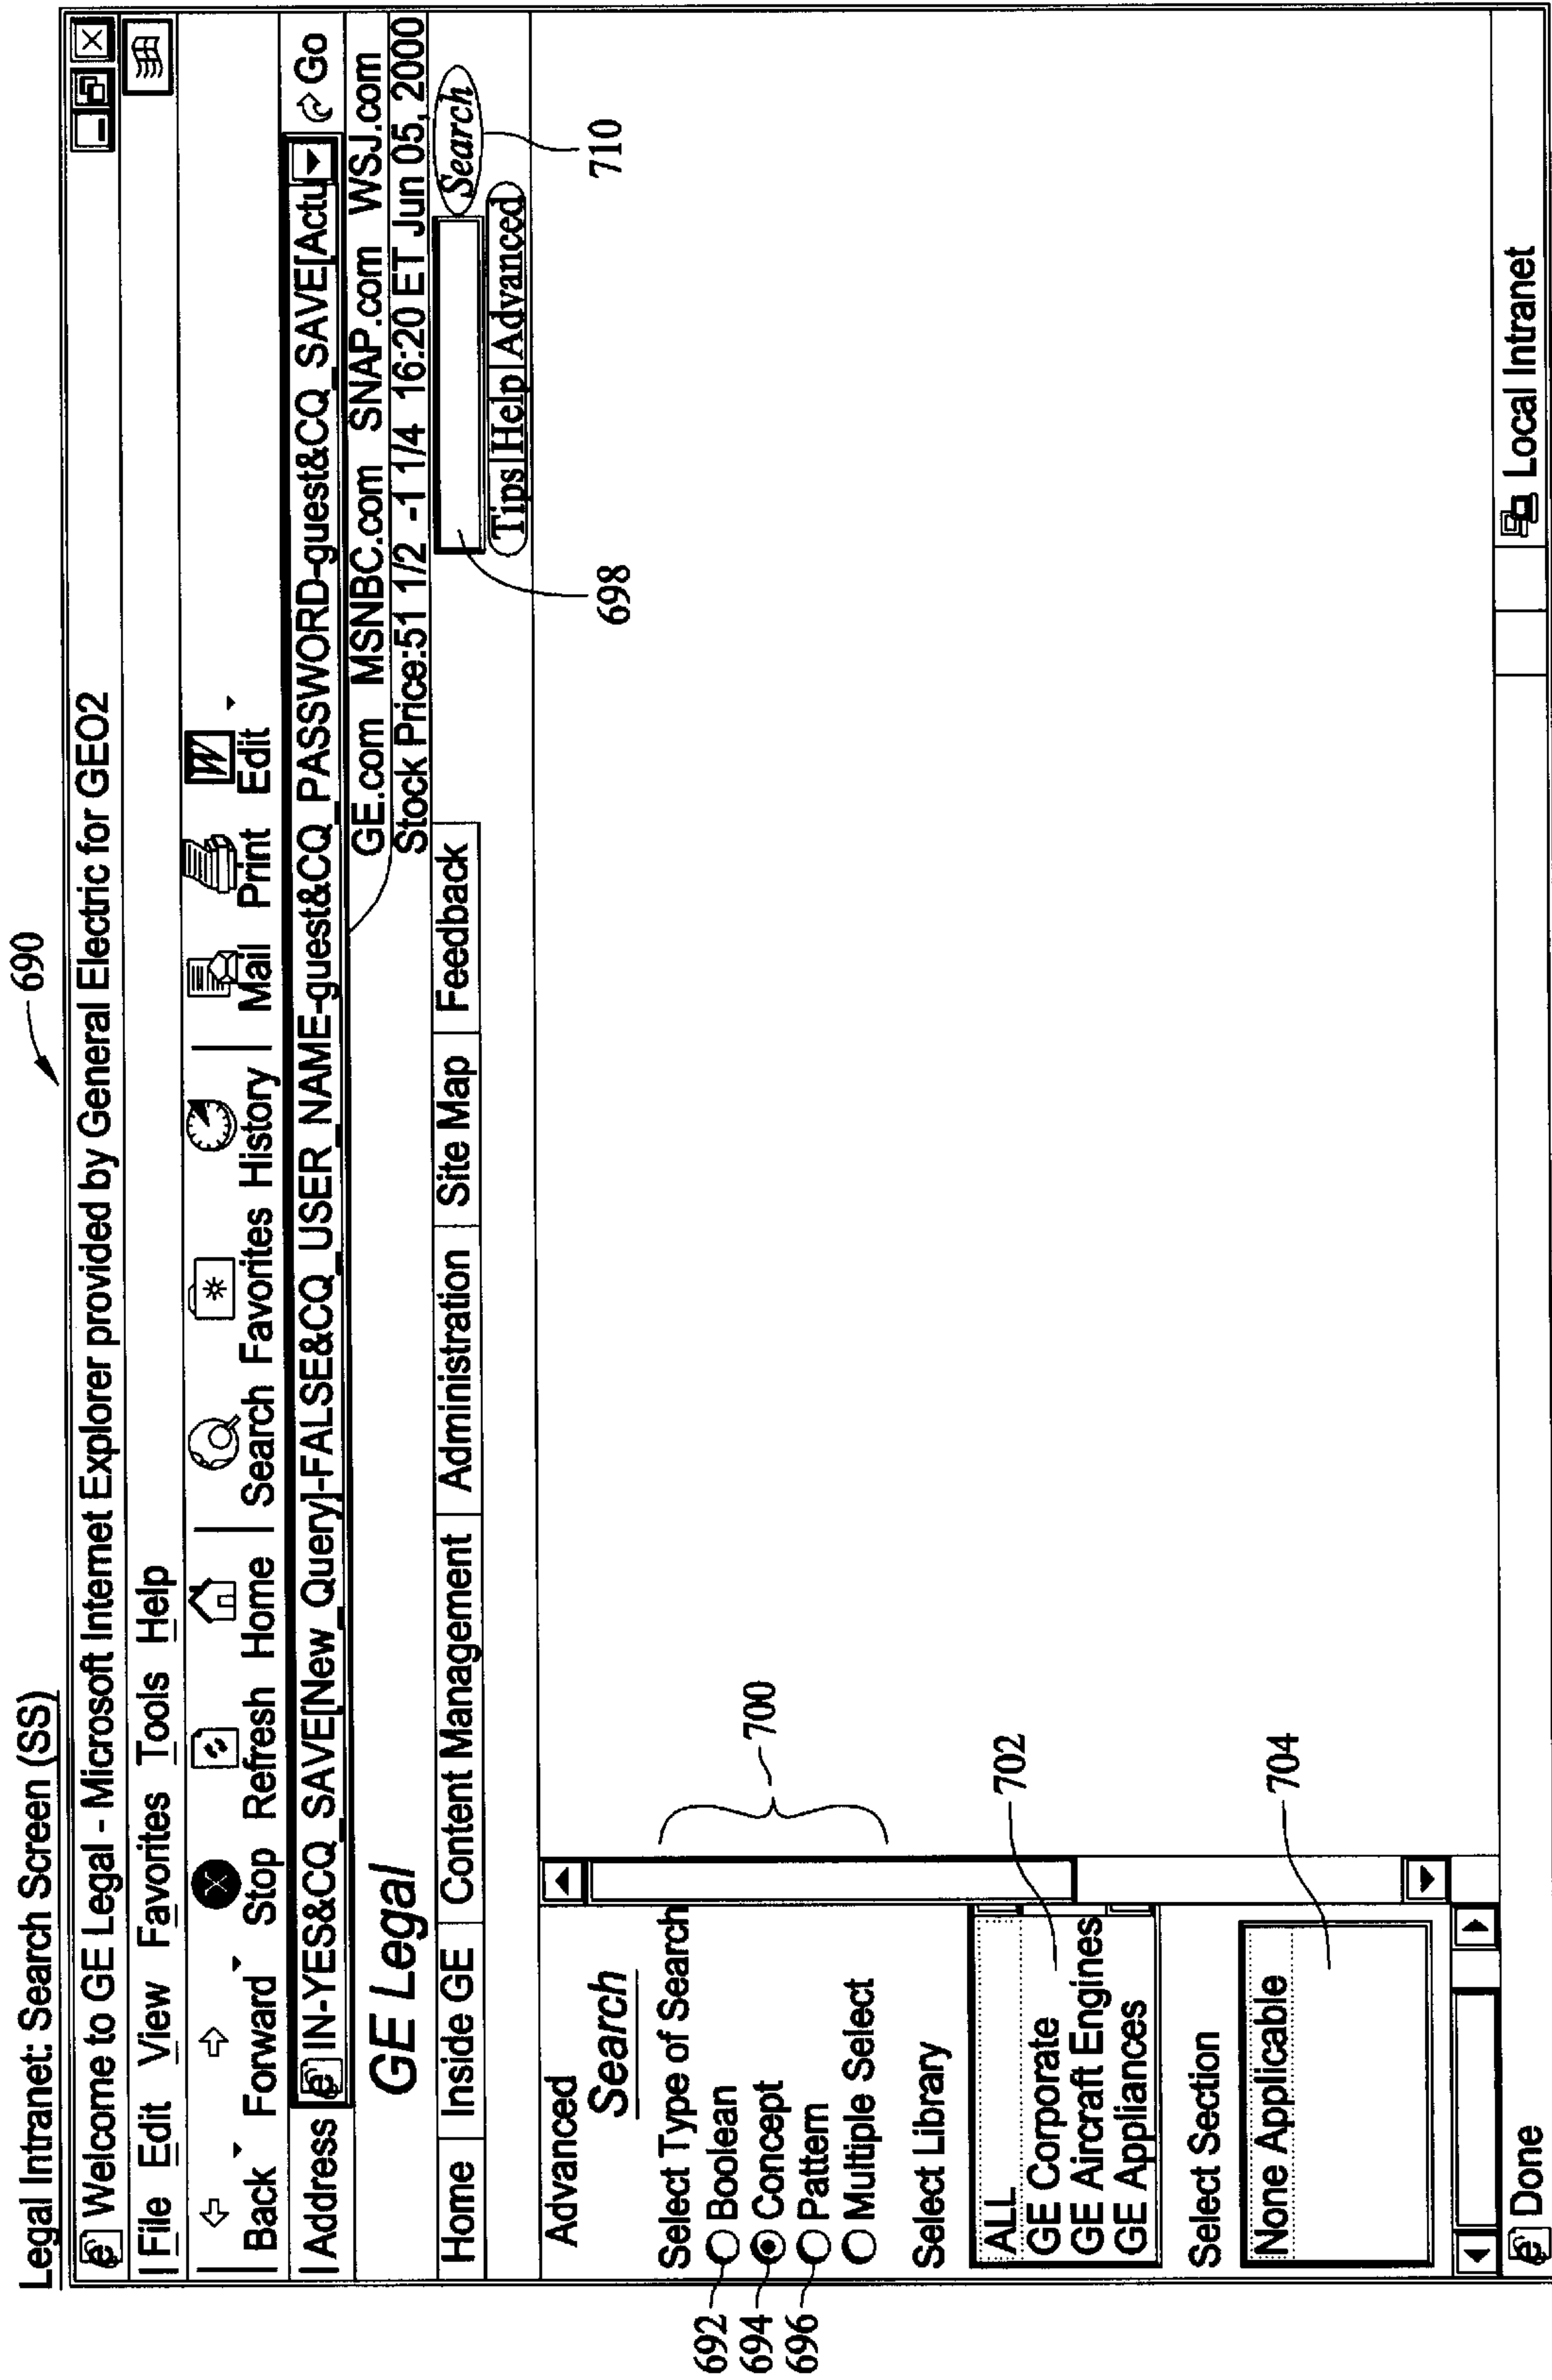 Legal Intranet: Search Screen (SS)
690
Welcome to GE Legal - Microsoft Internet Explorer provided by General Electric for GEO2
File Edit View Favorites Tools Help
Back Forward Stop Refresh Home Search Favorites History Mail Print Edit
Address IN-YES&CQ_SAVE[New_Query]-FALSE&CQ_USER_NAME-guest&CQ_PASSWORD-guest&CQ_SAVE[Actu Go
GE Legal
GE.com MSNBC.com SNAP.com WSJ.com
Stock Price:51 1/2 -1 1/4 16:20 ET Jun 05, 2000
Home Inside GE Content Management Administration Site Map Feedback Search
Tips Help Advanced
698
710
Advanced
Search
Select Type of Search
692 Boolean
694 Concept
696 Pattern
Multiple Select
700
Select Library
ALL
GE Corporate
GE Aircraft Engines
GE Appliances
702
Select Section
None Applicable
704
Done Local Intranet